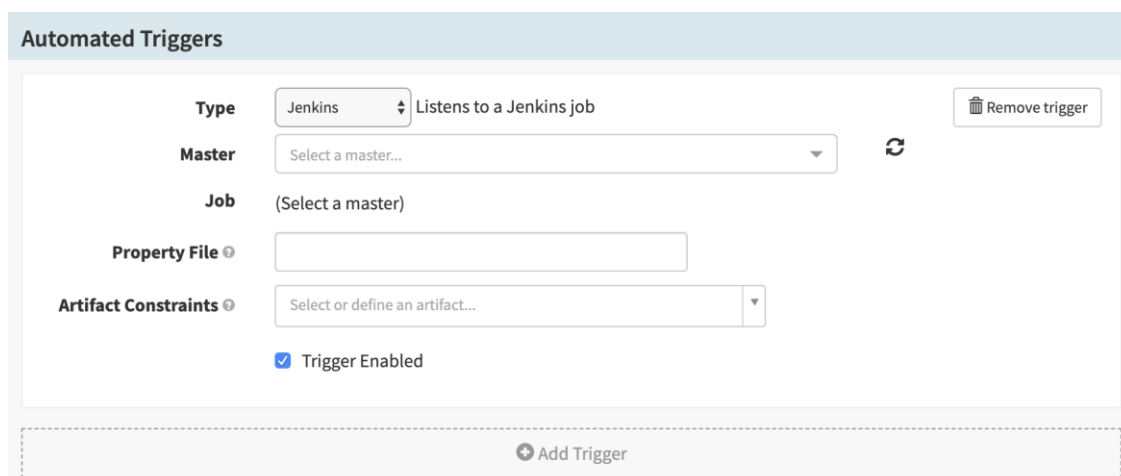 Automated Triggers
Type Jenkins Listens to a Jenkins job Remove trigger
Master Select a master...
Job (Select a master)
Property File
Artifact Constraints Select or define an artifact...
Trigger Enabled
Add Trigger